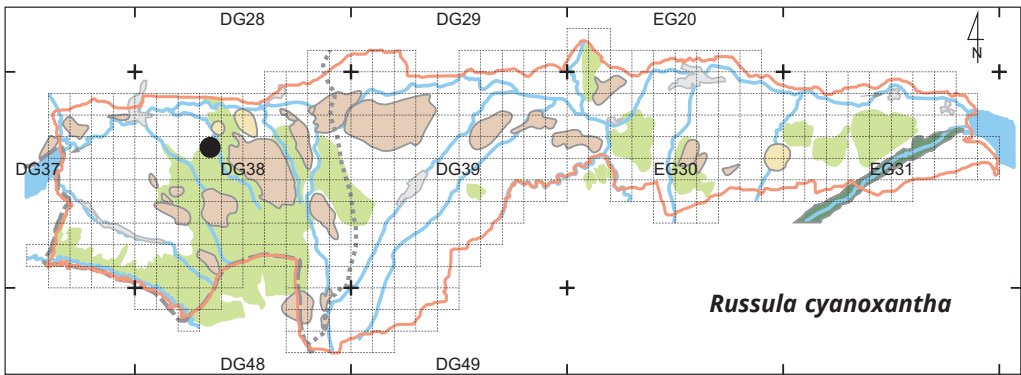 DG28 DG29 EG20
N
DG37 DG38 DG39 EG30 EG31
Russula cyanoxantha
DG48 DG49